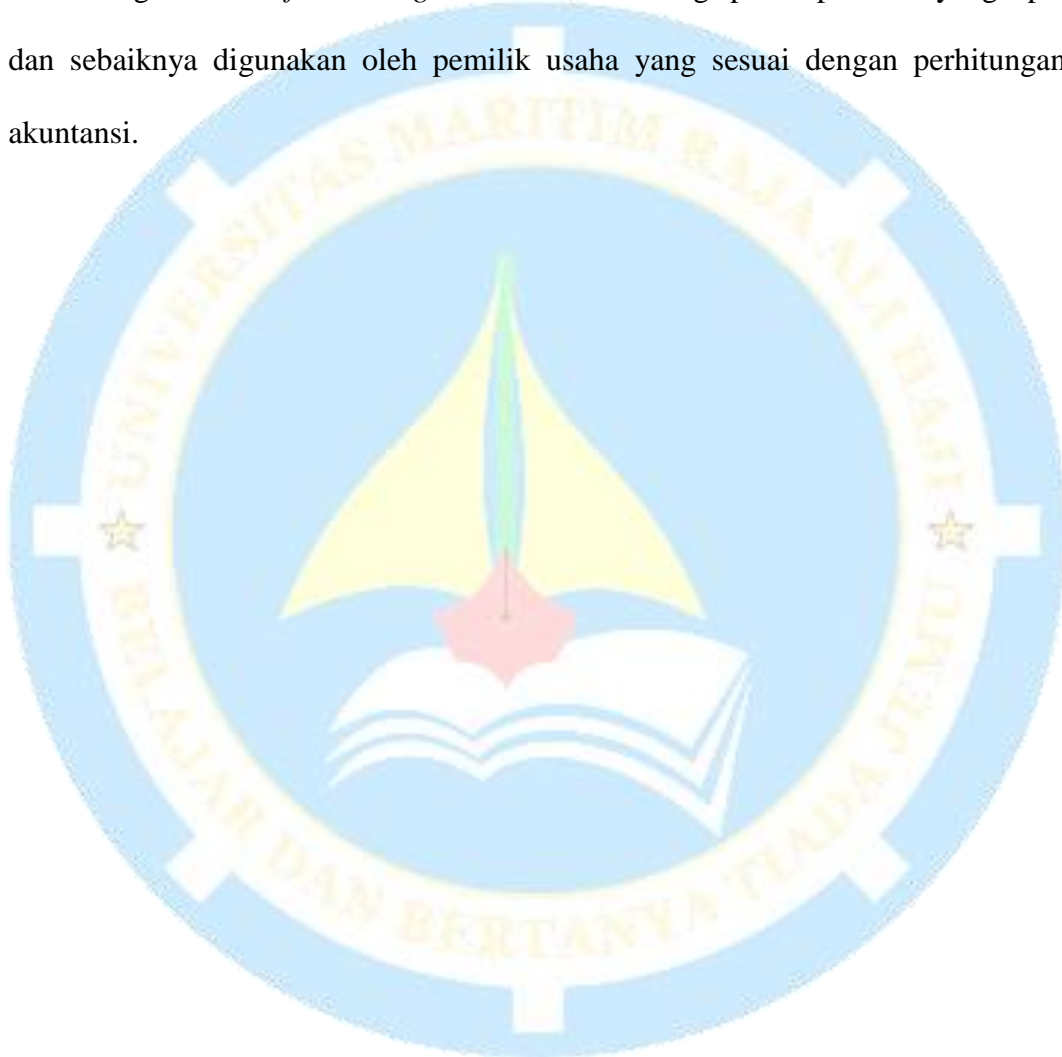 dan sebaiknya digunakan oleh pemilik usaha yang sesuai dengan perhitungan
akuntansi.
UNIVERSITAS MARITIM RAJA ALI HAJI
BELAJAR DAN BERTANYA TIADA JEMU